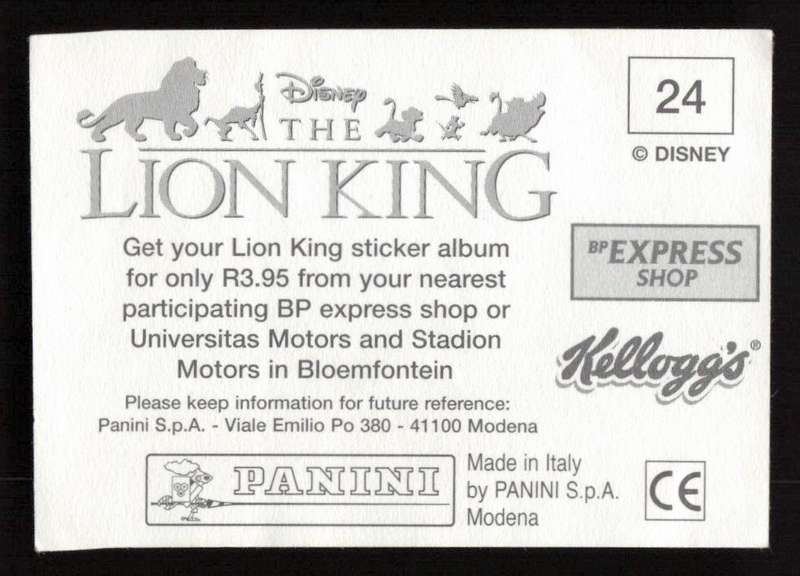 Disney
THE
LION KING
24
© DISNEY
Get your Lion King sticker album
for only R3.95 from your nearest
participating BP express shop or
Universitas Motors and Stadion
Motors in Bloemfontein
BP EXPRESS
SHOP
Kellogg's®
Please keep information for future reference:
Panini S.p.A. - Viale Emilio Po 380 - 41100 Modena
PANINI
Made in Italy
by PANINI S.p.A.
Modena
CE